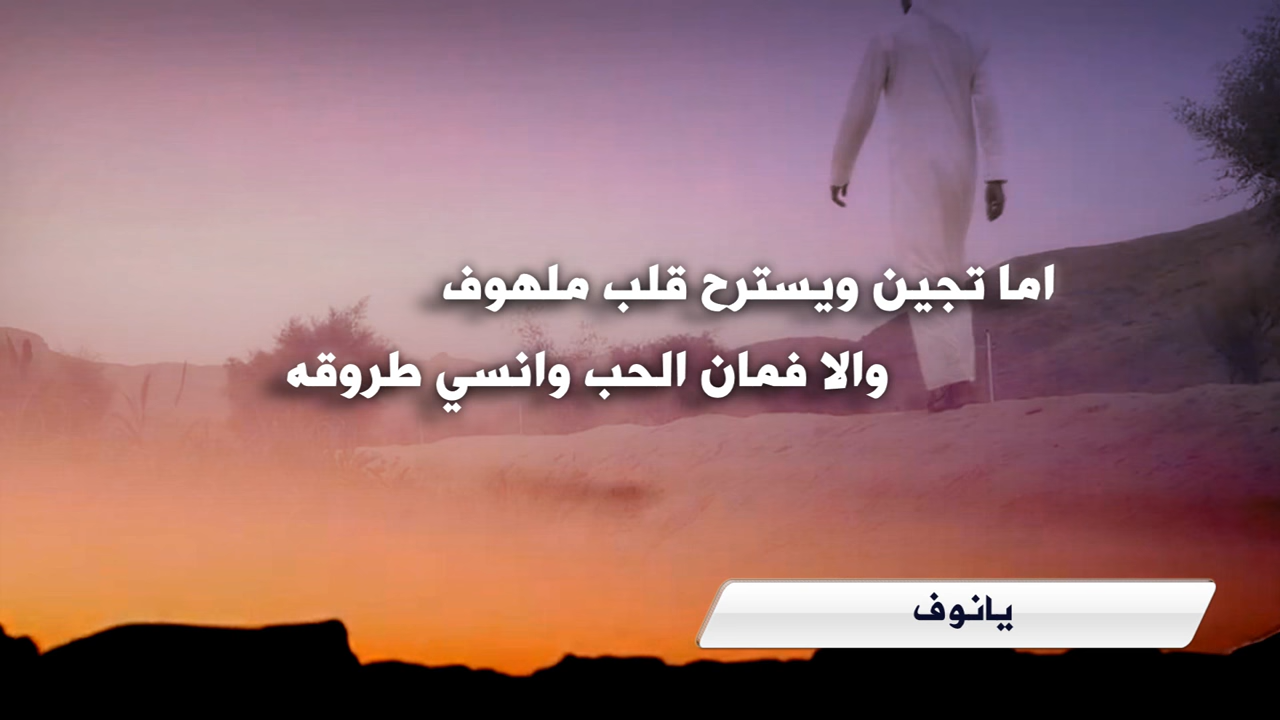 اما تجين ويسترح قلب ملهوف
والا فمان الحب وانسي طروقه
يانوف